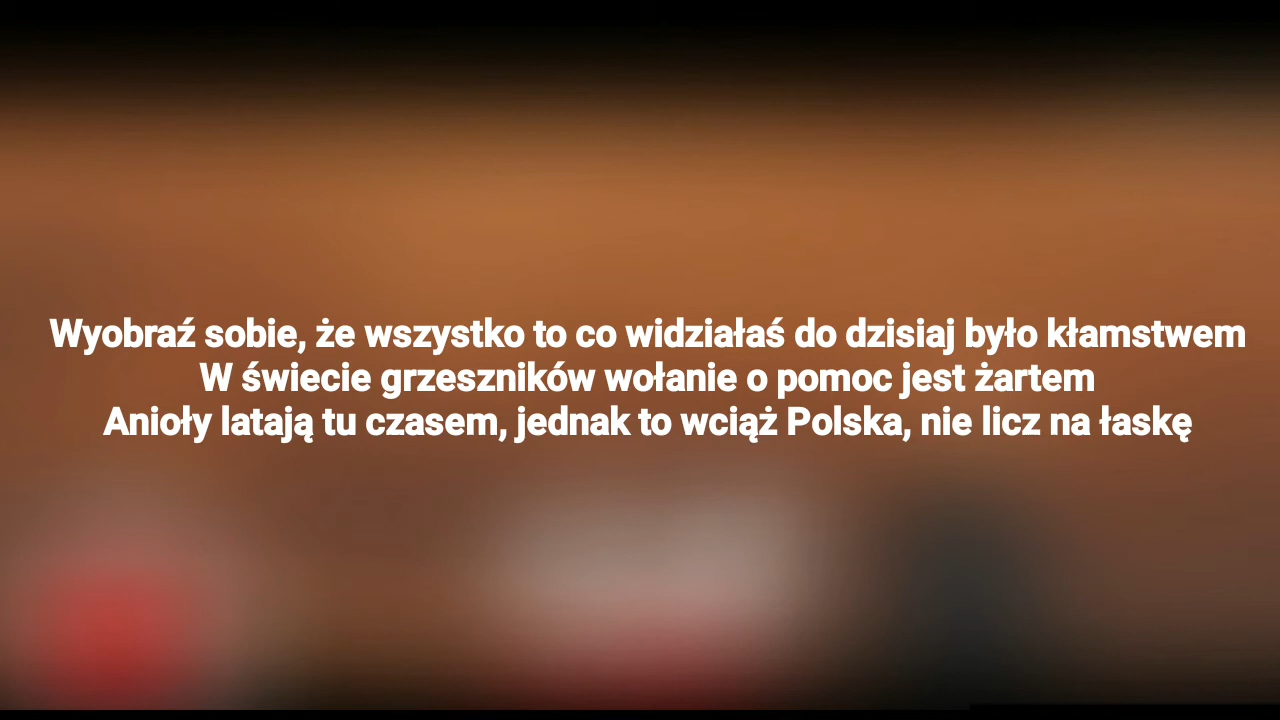 Wyobraź sobie, że wszystko to co widziałaś do dzisiaj było kłamstwem
W świecie grzeszników wołanie o pomoc jest żartem
Anioły latają tu czasem, jednak to wciąż Polska, nie licz na łaskę